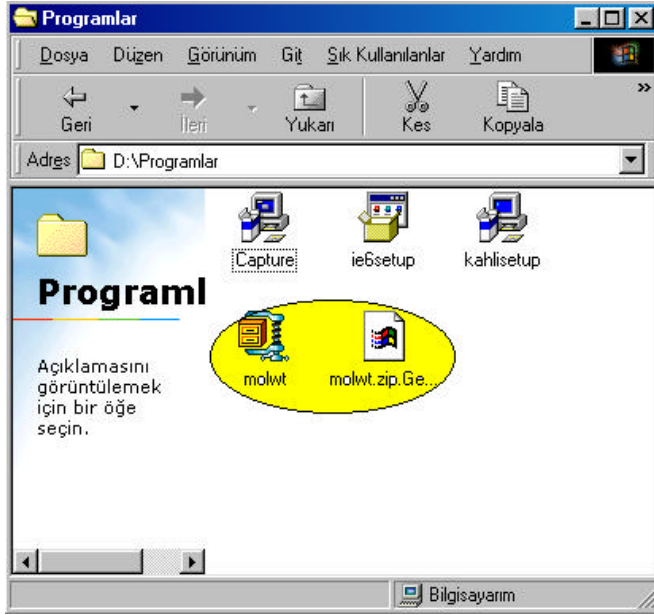 Programlar
Dosya Düzen Görünüm Git Sık Kullanılanlar Yardım
Geri İleri Yukarı Kes Kopyala »
Adres D:\Programlar
Capture ie6setup kahlisetup
Programl
molwt molwt.zip.Ge...
Açıklamasını
görüntülemek
için bir öğe
seçin.
Bilgisayarım